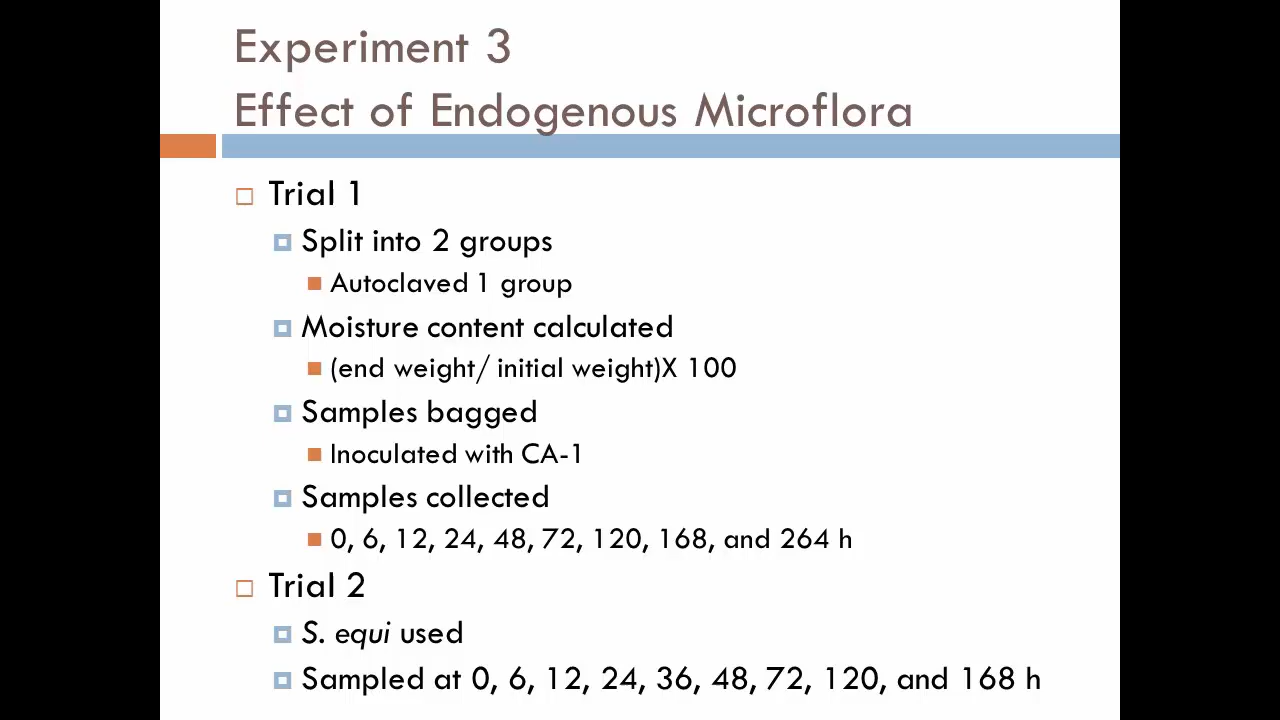 Experiment 3
Effect of Endogenous Microflora
Trial 1
Split into 2 groups
Autoclaved 1 group
Moisture content calculated
(end weight/ initial weight)X 100
Samples bagged
Inoculated with CA-1
Samples collected
0, 6, 12, 24, 48, 72, 120, 168, and 264 h
Trial 2
S. equi used
Sampled at 0, 6, 12, 24, 36, 48, 72, 120, and 168 h